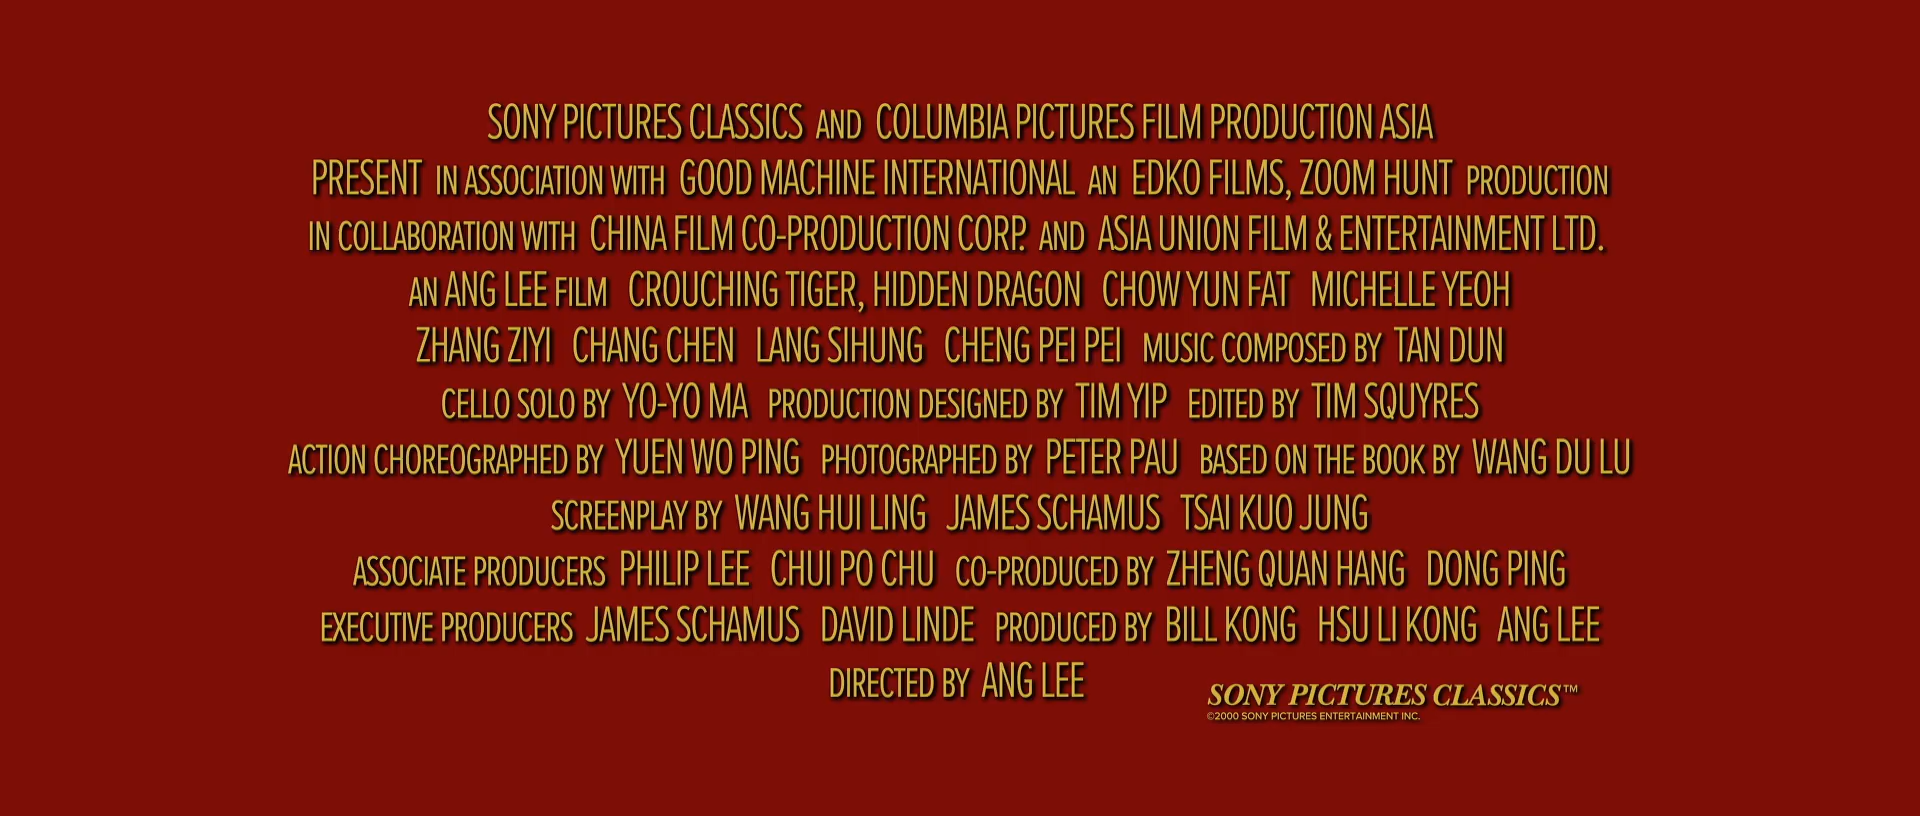 SONY PICTURES CLASSICS AND COLUMBIA PICTURES FILM PRODUCTION ASIA
PRESENT IN ASSOCIATION WITH GOOD MACHINE INTERNATIONAL AN EDKO FILMS, ZOOM HUNT PRODUCTION
IN COLLABORATION WITH CHINA FILM CO-PRODUCTION CORP. AND ASIA UNION FILM & ENTERTAINMENT LTD.
AN ANG LEE FILM CROUCHING TIGER, HIDDEN DRAGON CHOW YUN FAT MICHELLE YEOH
ZHANG ZIYI CHANG CHEN LANG SIHUNG CHENG PEI PEI MUSIC COMPOSED BY TAN DUN
CELLO SOLO BY YO-YO MA PRODUCTION DESIGNED BY TIM YIP EDITED BY TIM SQUYRES
ACTION CHOREOGRAPHED BY YUEN WO PING PHOTOGRAPHED BY PETER PAU BASED ON THE BOOK BY WANG DU LU
SCREENPLAY BY WANG HUI LING JAMES SCHAMUS TSAI KUO JUNG
ASSOCIATE PRODUCERS PHILIP LEE CHUI PO CHU CO-PRODUCED BY ZHENG QUAN HANG DONG PING
EXECUTIVE PRODUCERS JAMES SCHAMUS DAVID LINDE PRODUCED BY BILL KONG HSU LI KONG ANG LEE
DIRECTED BY ANG LEE
SONY PICTURES CLASSICS™
©2000 SONY PICTURES ENTERTAINMENT INC.